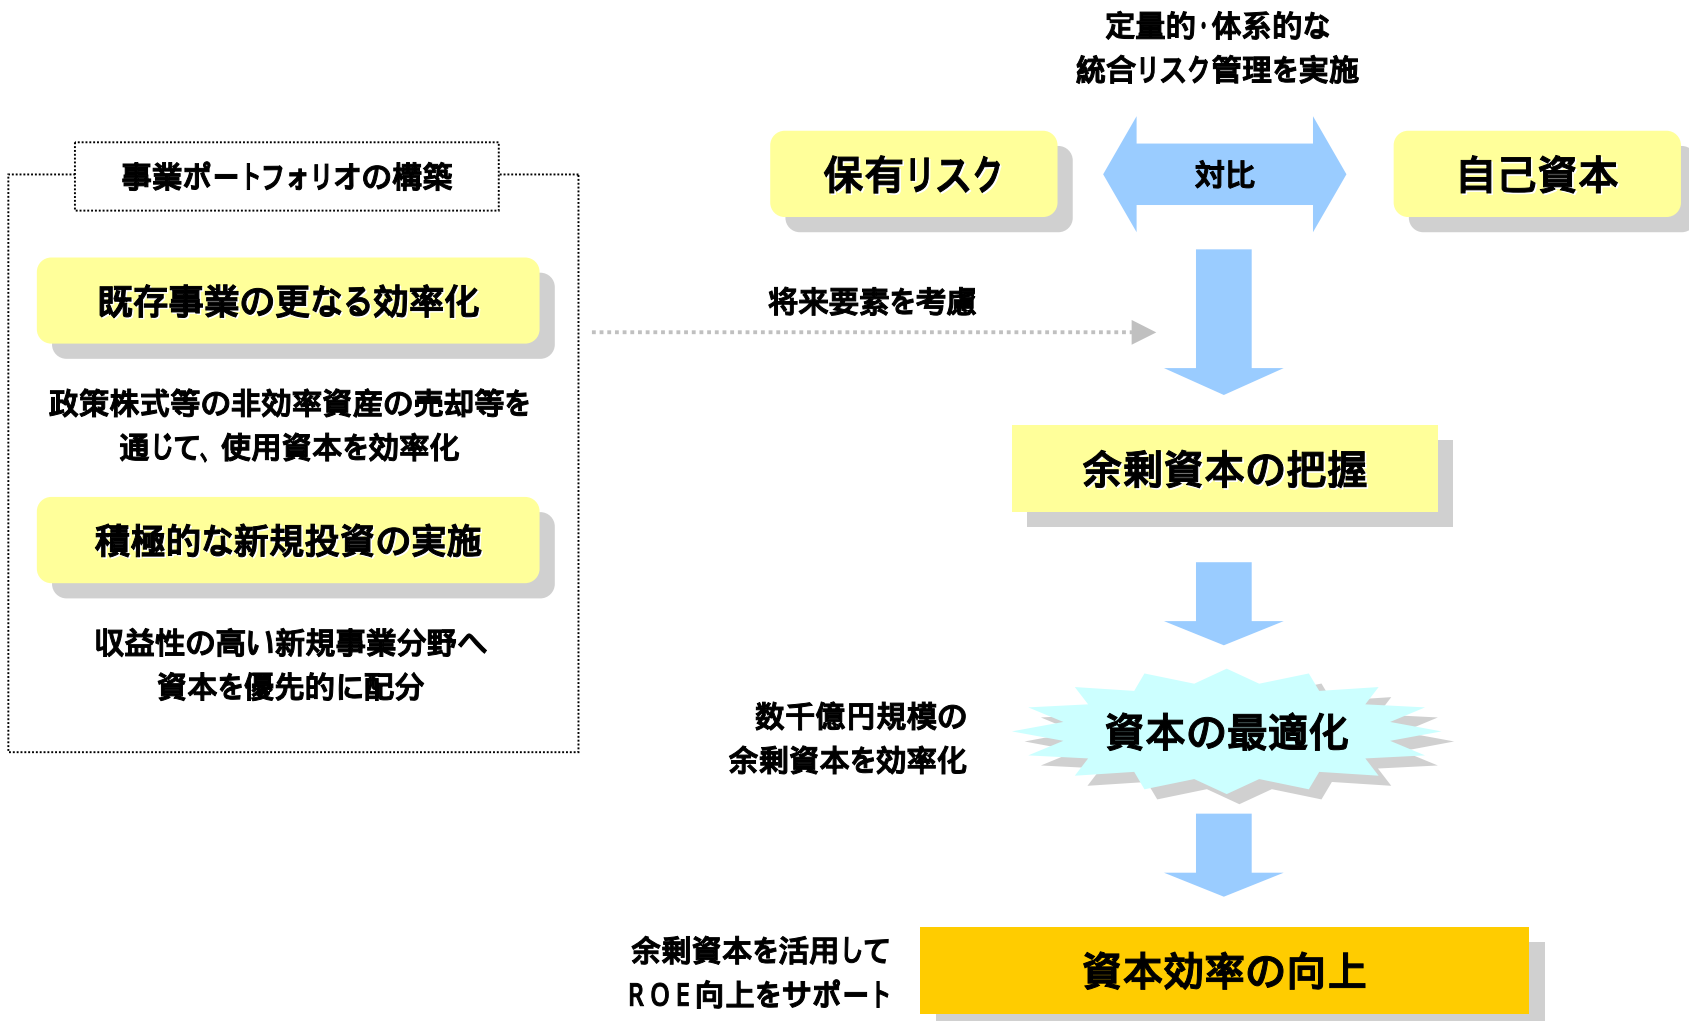 定量的・体系的な
統合リスク管理を実施
保有リスク
対比
自己資本
事業ポートフォリオの構築
既存事業の更なる効率化
政策株式等の非効率資産の売却等を
通じて、使用資本を効率化
積極的な新規投資の実施
収益性の高い新規事業分野へ
資本を優先的に配分
将来要素を考慮
余剰資本の把握
数千億円規模の
余剰資本を効率化
資本の最適化
余剰資本を活用して
ROE向上をサポート
資本効率の向上